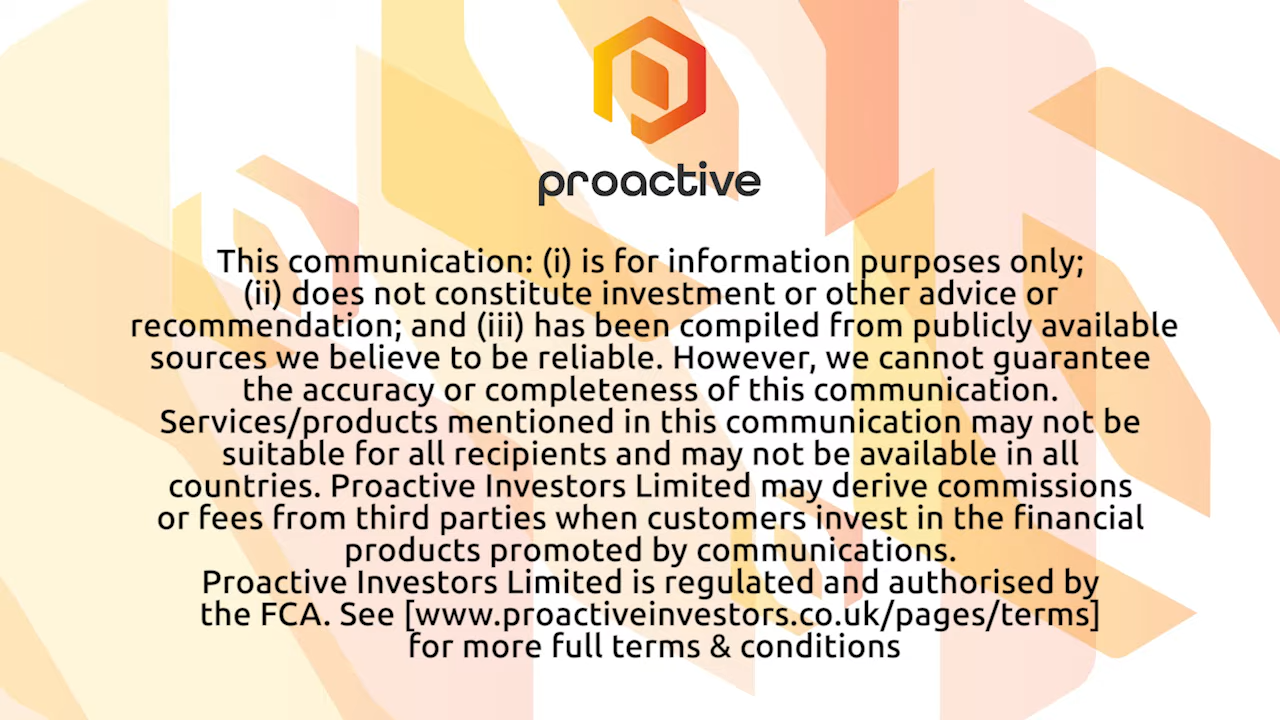 proactive
This communication: (i) is for information purposes only;
(ii) does not constitute investment or other advice or
recommendation; and (iii) has been compiled from publicly available
sources we believe to be reliable. However, we cannot guarantee
the accuracy or completeness of this communication.
Services/products mentioned in this communication may not be
suitable for all recipients and may not be available in all
countries. Proactive Investors Limited may derive commissions
or fees from third parties when customers invest in the financial
products promoted by communications.
Proactive Investors Limited is regulated and authorised by
the FCA. See [www.proactiveinvestors.co.uk/pages/terms]
for more full terms & conditions